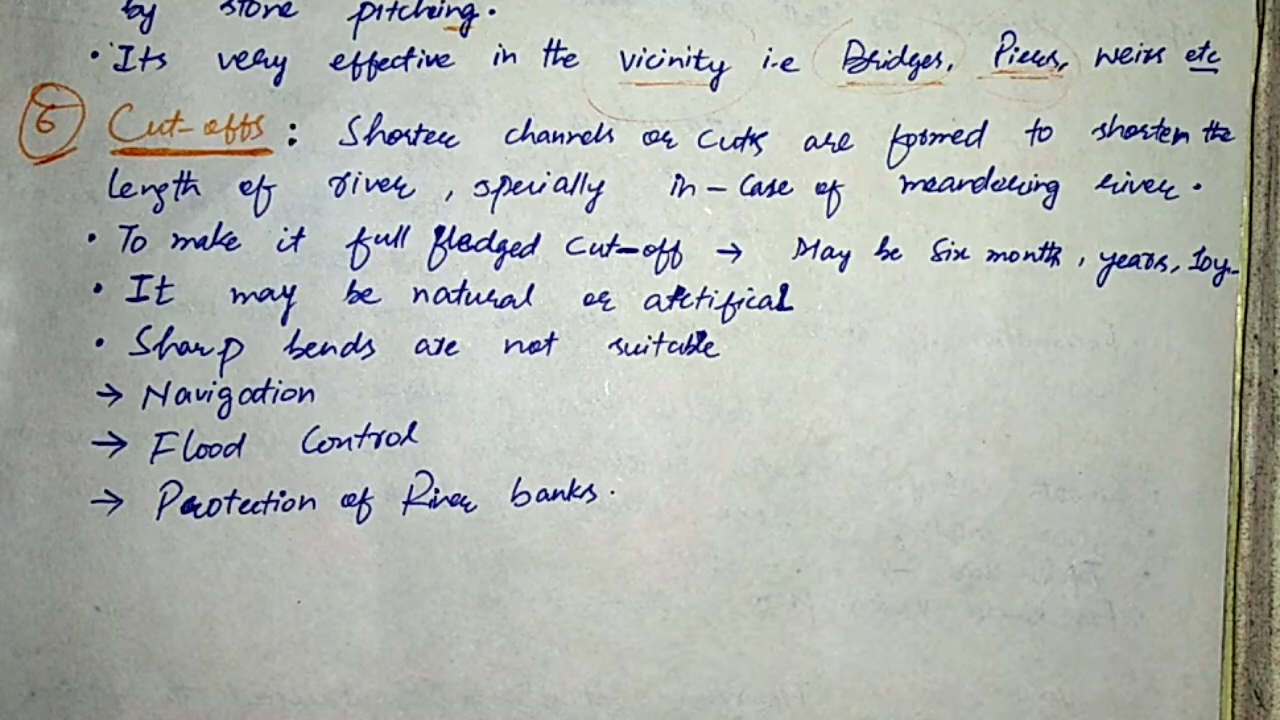 by stone pitching.
• Its very effective in the vicinity i.e Bridges, Piers, weirs etc
6 Cut-offs : Shorter channels or cuts are formed to shorten the
length of river, specially in-case of meandering river.
• To make it full fledged cut-off → May be six month, years, 10y.
• It may be natural or artifical
• Sharp bends are not suitable
→ Navigation
→ Flood Control
→ Protection of River banks.